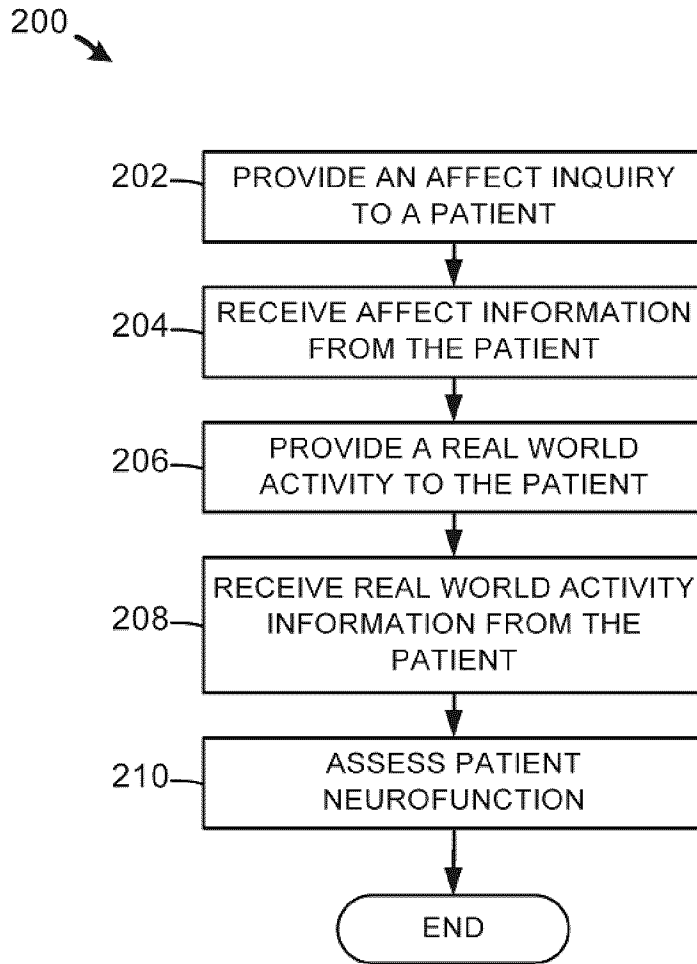 200
202
PROVIDE AN AFFECT INQUIRY
TO A PATIENT
204
RECEIVE AFFECT INFORMATION
FROM THE PATIENT
206
PROVIDE A REAL WORLD
ACTIVITY TO THE PATIENT
208
RECEIVE REAL WORLD ACTIVITY
INFORMATION FROM THE
PATIENT
210
ASSESS PATIENT
NEUROFUNCTION
END